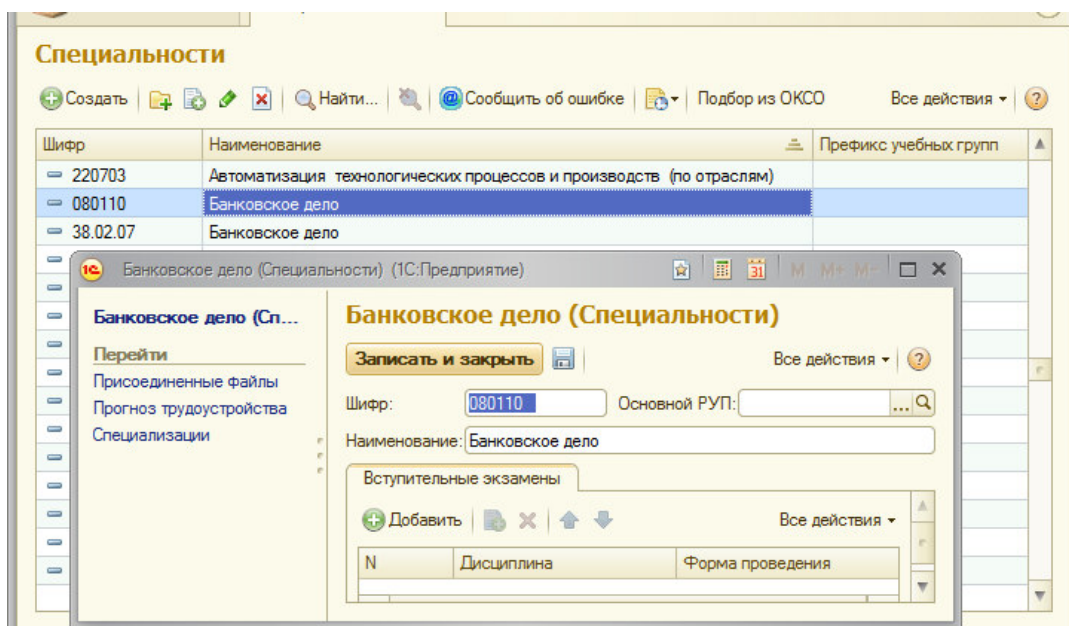 Специальности
Создать Найти... Сообщить об ошибке Подбор из ОКСО Все действия ?
Шифр Наименование Префикс учебных групп
220703 Автоматизация технологических процессов и производств (по отраслям)
080110 Банковское дело
38.02.07 Банковское дело
1С Банковское дело (Специальности) (1С:Предприятие) 31 M M+ M-
Банковское дело (Сп...
Перейти
Присоединенные файлы
Прогноз трудоустройства
Специализации
Банковское дело (Специальности)
Записать и закрыть Все действия ?
Шифр: 080110 Основной РУП: ...
Наименование: Банковское дело
Вступительные экзамены
Добавить Все действия
N Дисциплина Форма проведения